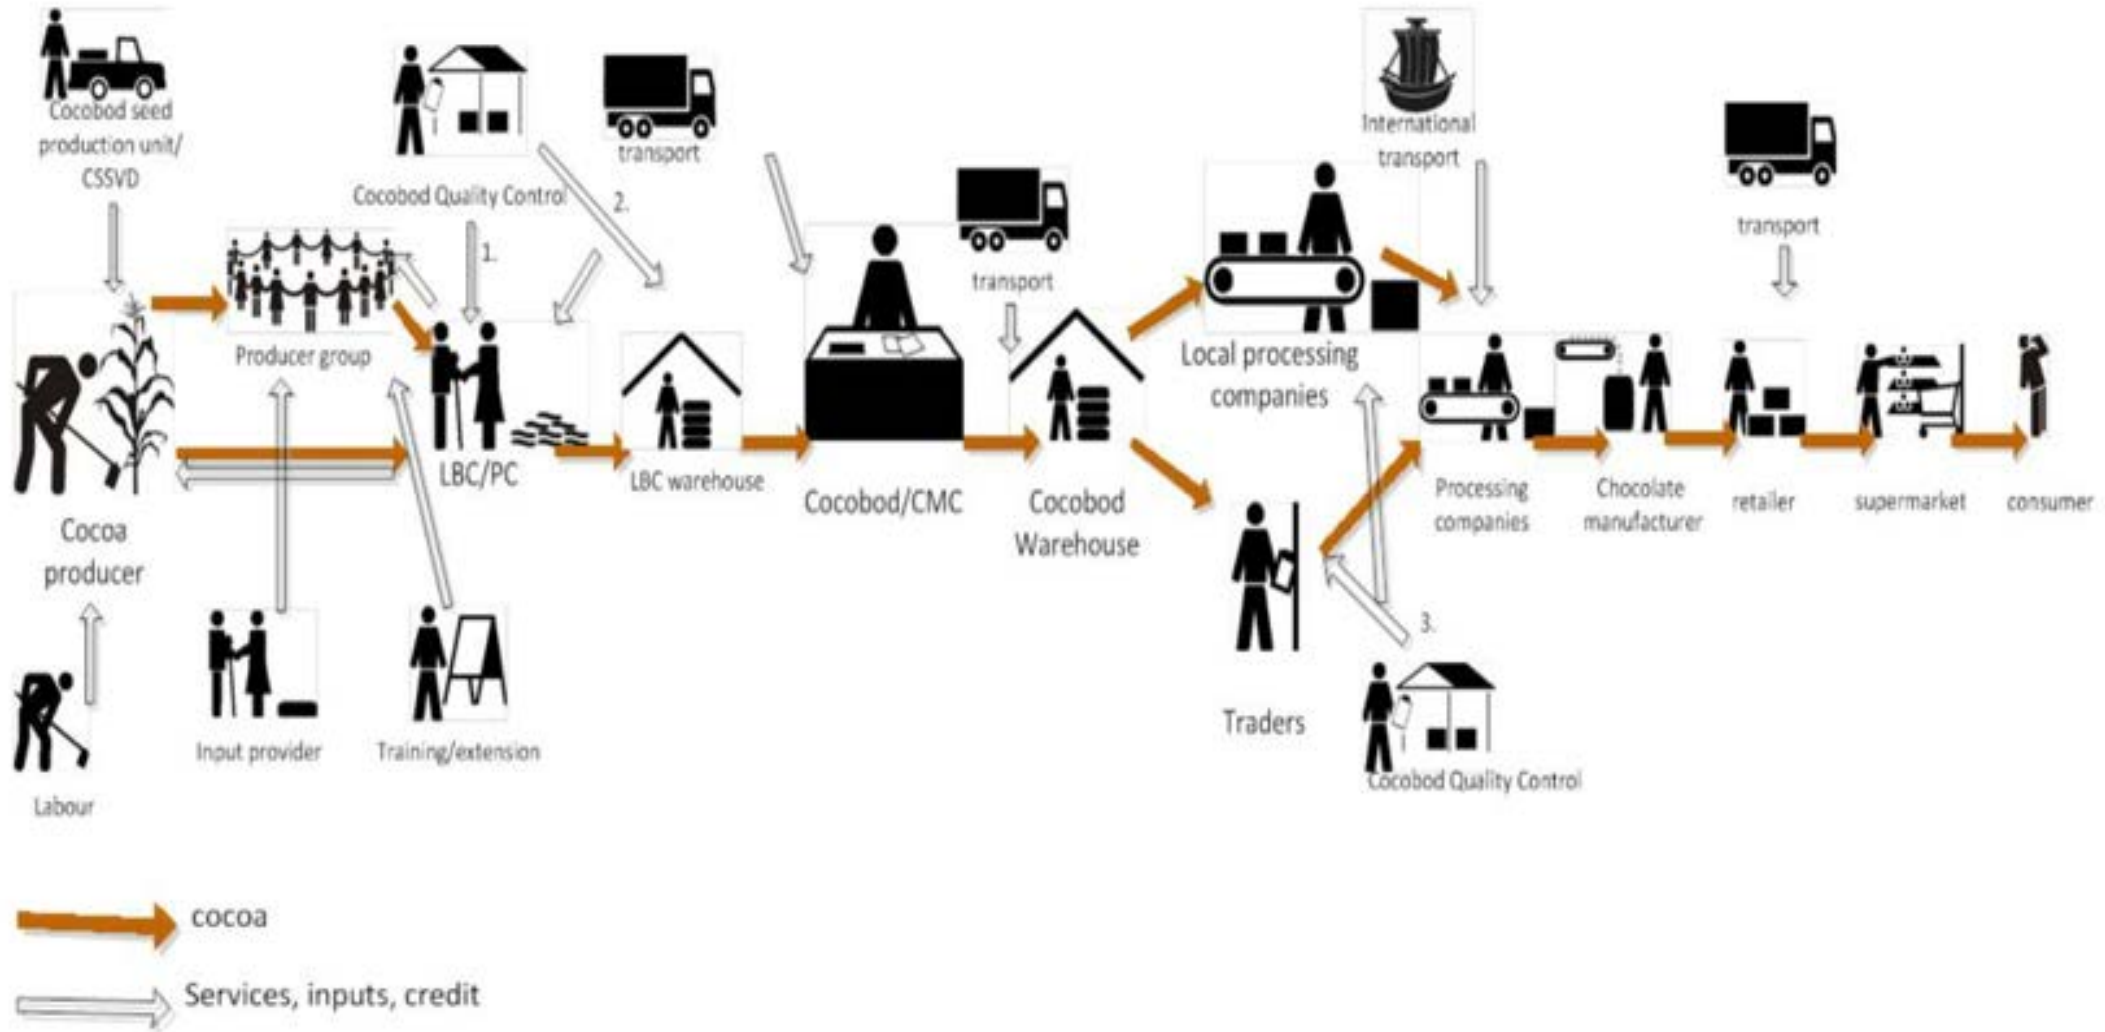 Cocobod seed
production unit/
CSSVD
Cocobod Quality Control
transport
2.
1.
transport
International
transport
transport
Producer group
Local processing
companies
LBC/PC
LBC warehouse
Cocobod/CMC
Cocobod
Warehouse
Processing
companies
Chocolate
manufacturer
retailer
supermarket
consumer
Cocoa
producer
3.
Traders
Input provider
Training/extension
Cocobod Quality Control
Labour
cocoa
Services, inputs, credit